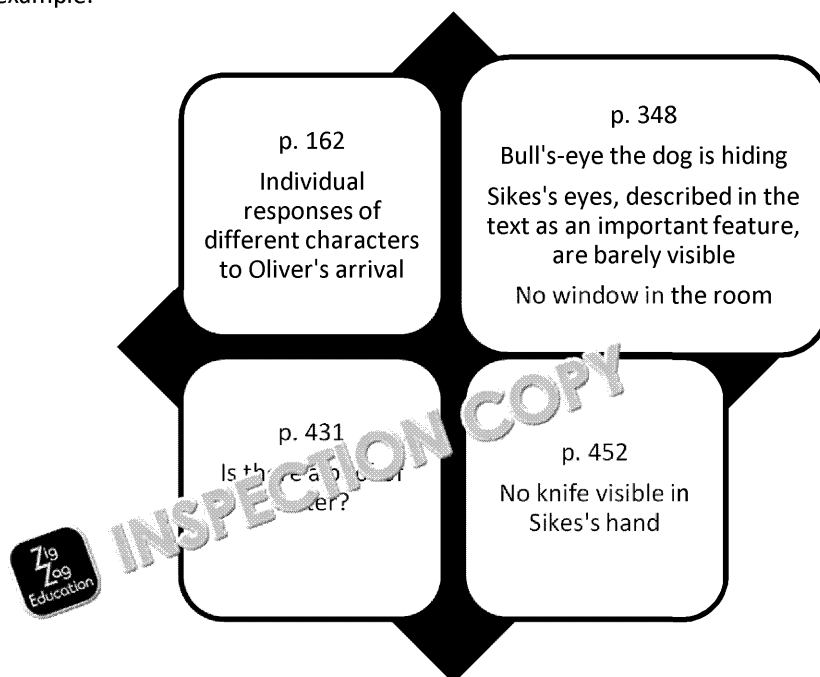 example:
p. 162
Individual
responses of
different characters
to Oliver's arrival
p. 348
Bull's-eye the dog is hiding
Sikes's eyes, described in the
text as an important feature,
are barely visible
No window in the room
p. 431
Is
p. 452
No knife visible in
Sikes's hand
INSPECTION COPY
Zig
Zag
Education